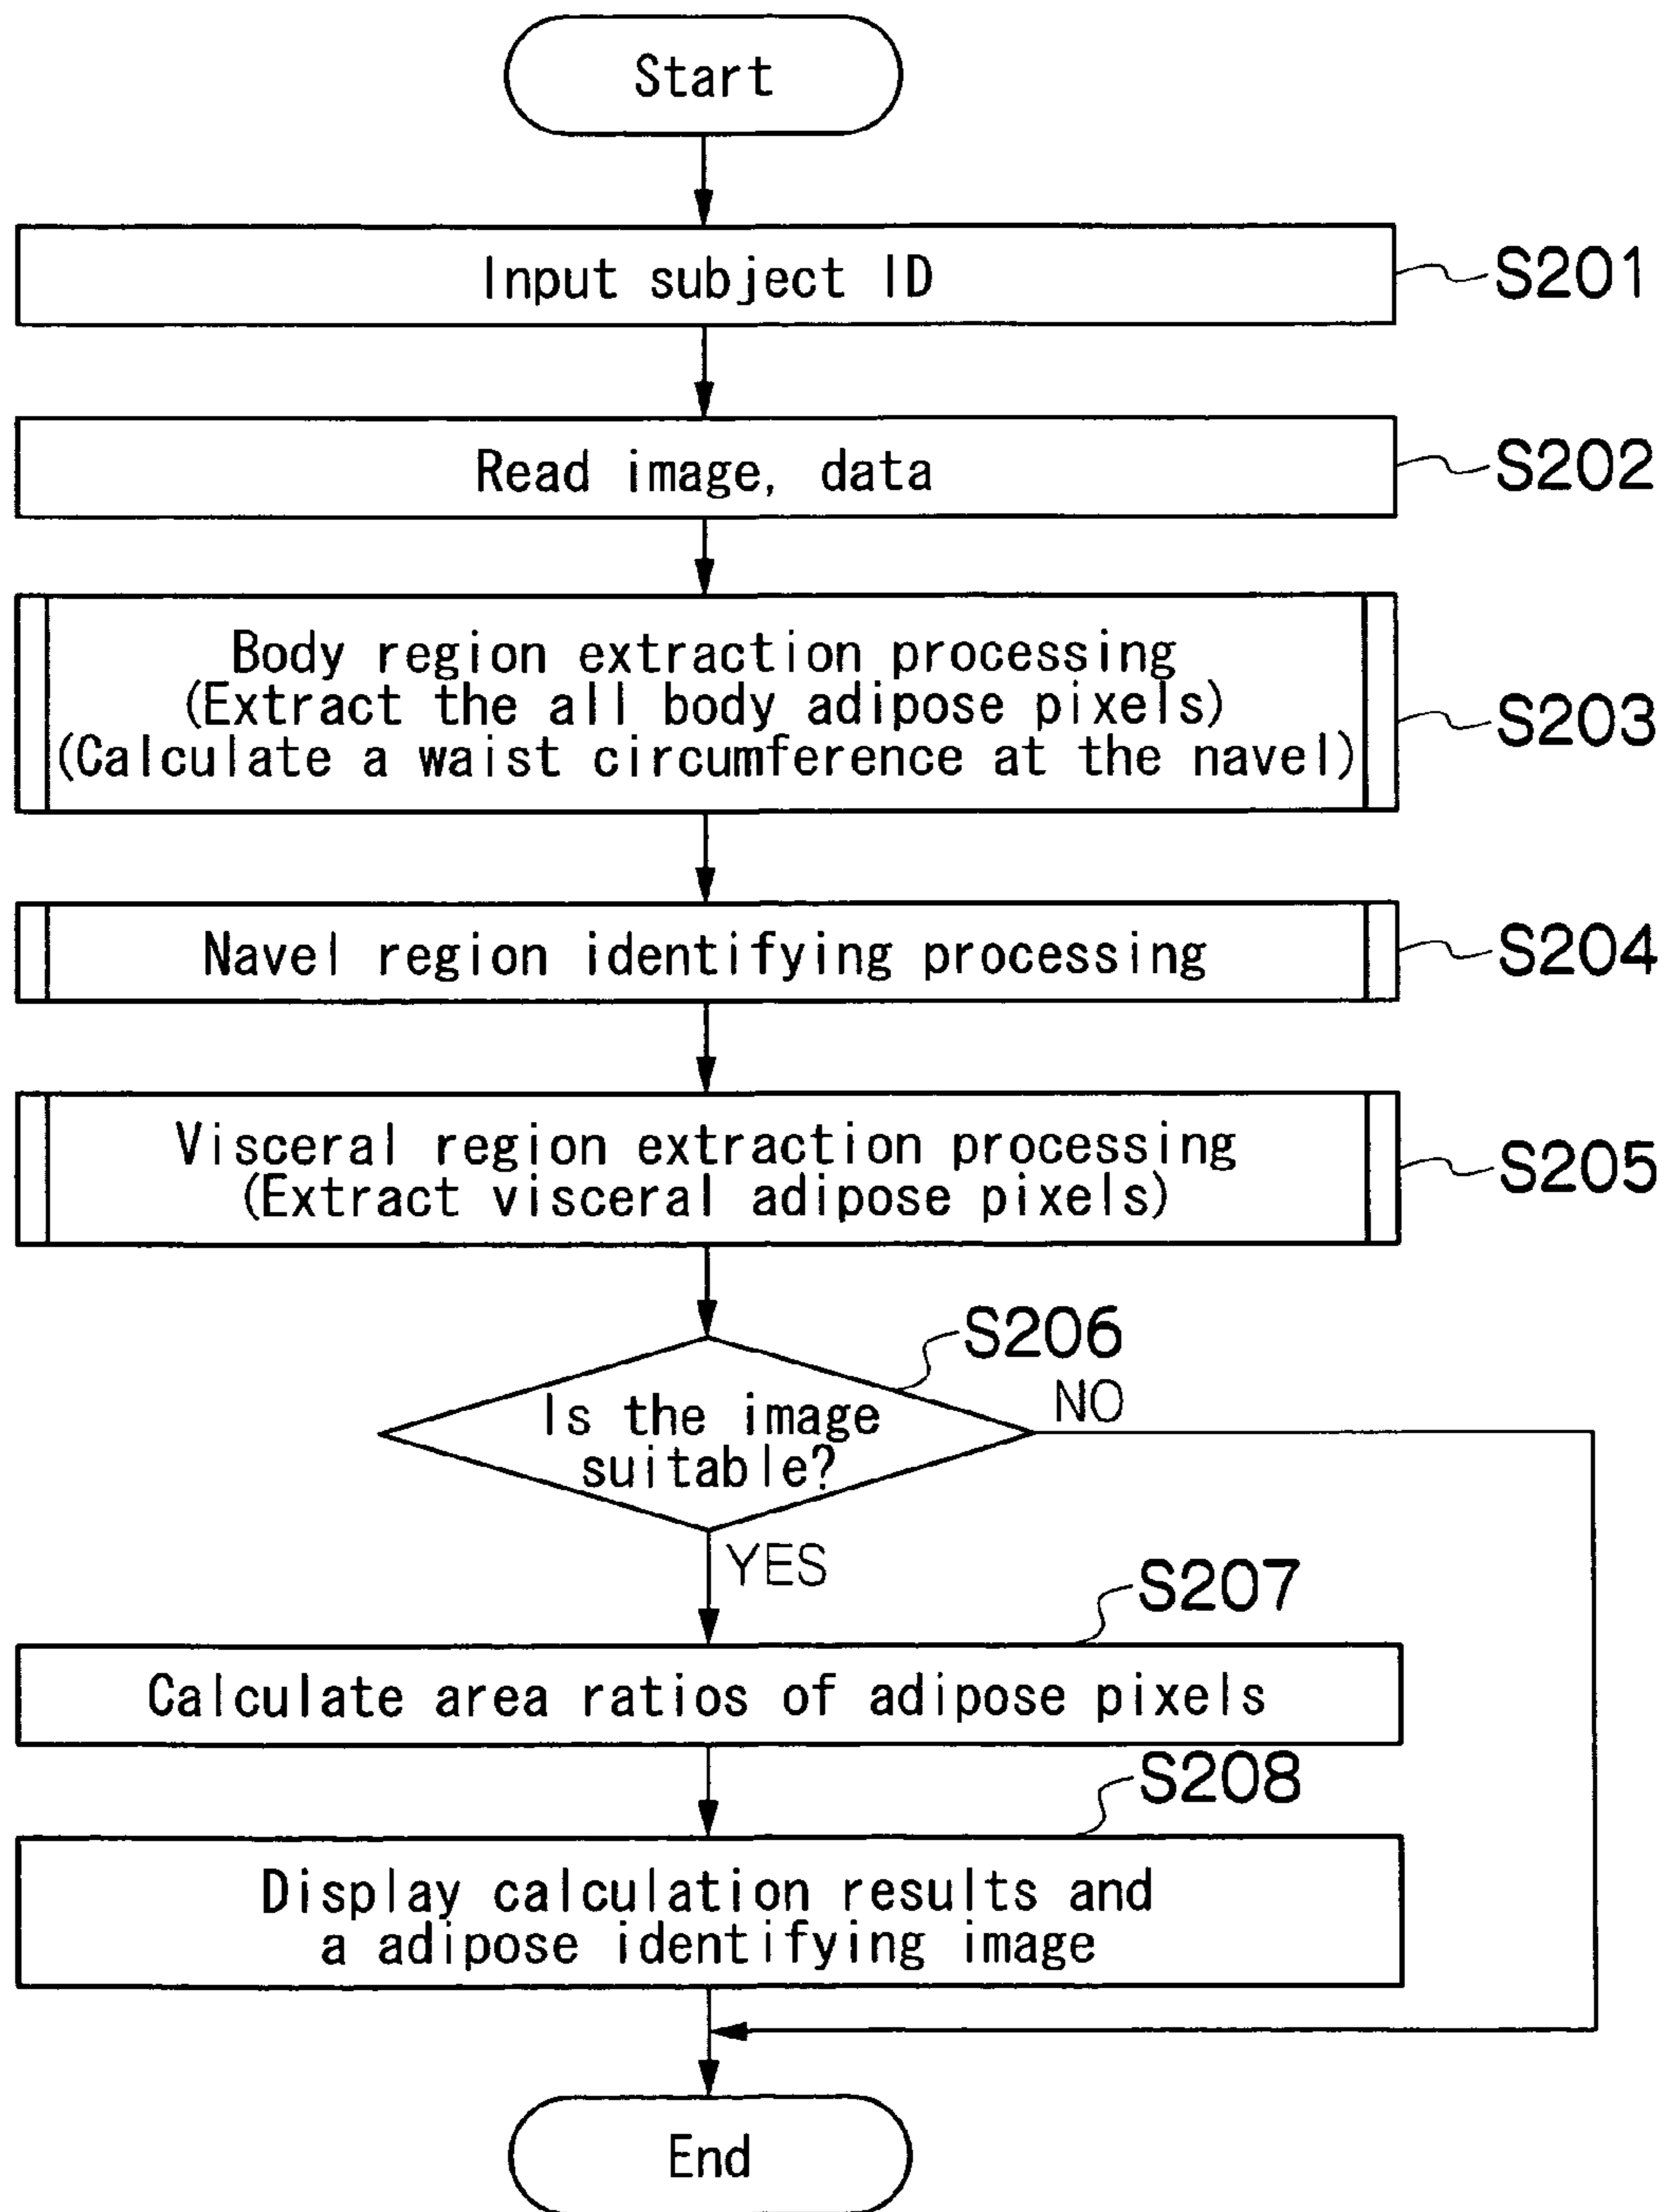 Start
Input subject ID
S201
Read image, data
S202
Body region extraction processing
(Extract the all body adipose pixels)
(Calculate a waist circumference at the navel)
S203
Navel region identifying processing
S204
Visceral region extraction processing
(Extract visceral adipose pixels)
S205
S206
NO
Is the image
suitable?
YES
S207
Calculate area ratios of adipose pixels
S208
Display calculation results and
a adipose identifying image
End